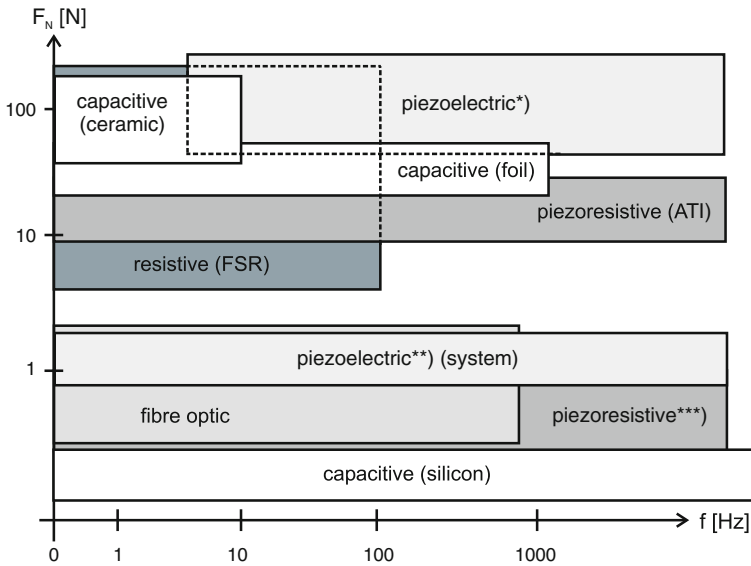 F_N [N]
capacitive
(ceramic)
100
piezoelectric*)
capacitive (foil)
piezoresistive (ATI)
10
resistive (FSR)
piezoelectric**) (system)
1
fibre optic
piezoresistive***)
capacitive (silicon)
f [Hz]
0 1 10 100 1000